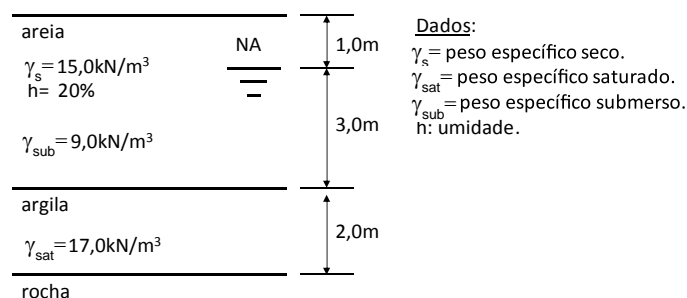 areia
NA
γs=15,0kN/m³
h= 20%
γsub=9,0kN/m³
argila
γsat=17,0kN/m³
rocha
1,0m
3,0m
2,0m
Dados:
γs= peso específico seco.
γsat= peso específico saturado.
γsub= peso específico submerso.
h: umidade.